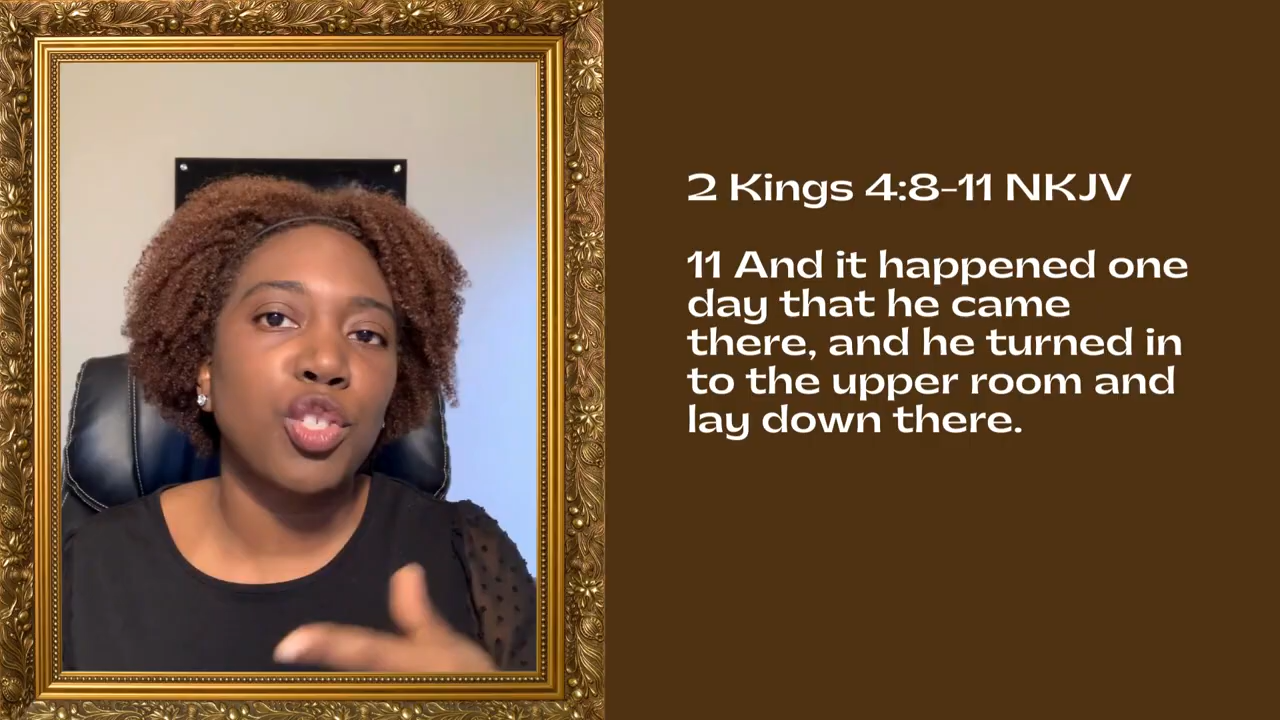 2 Kings 4:8-11 NKJV
11 And it happened one
day that he came
there, and he turned in
to the upper room and
lay down there.